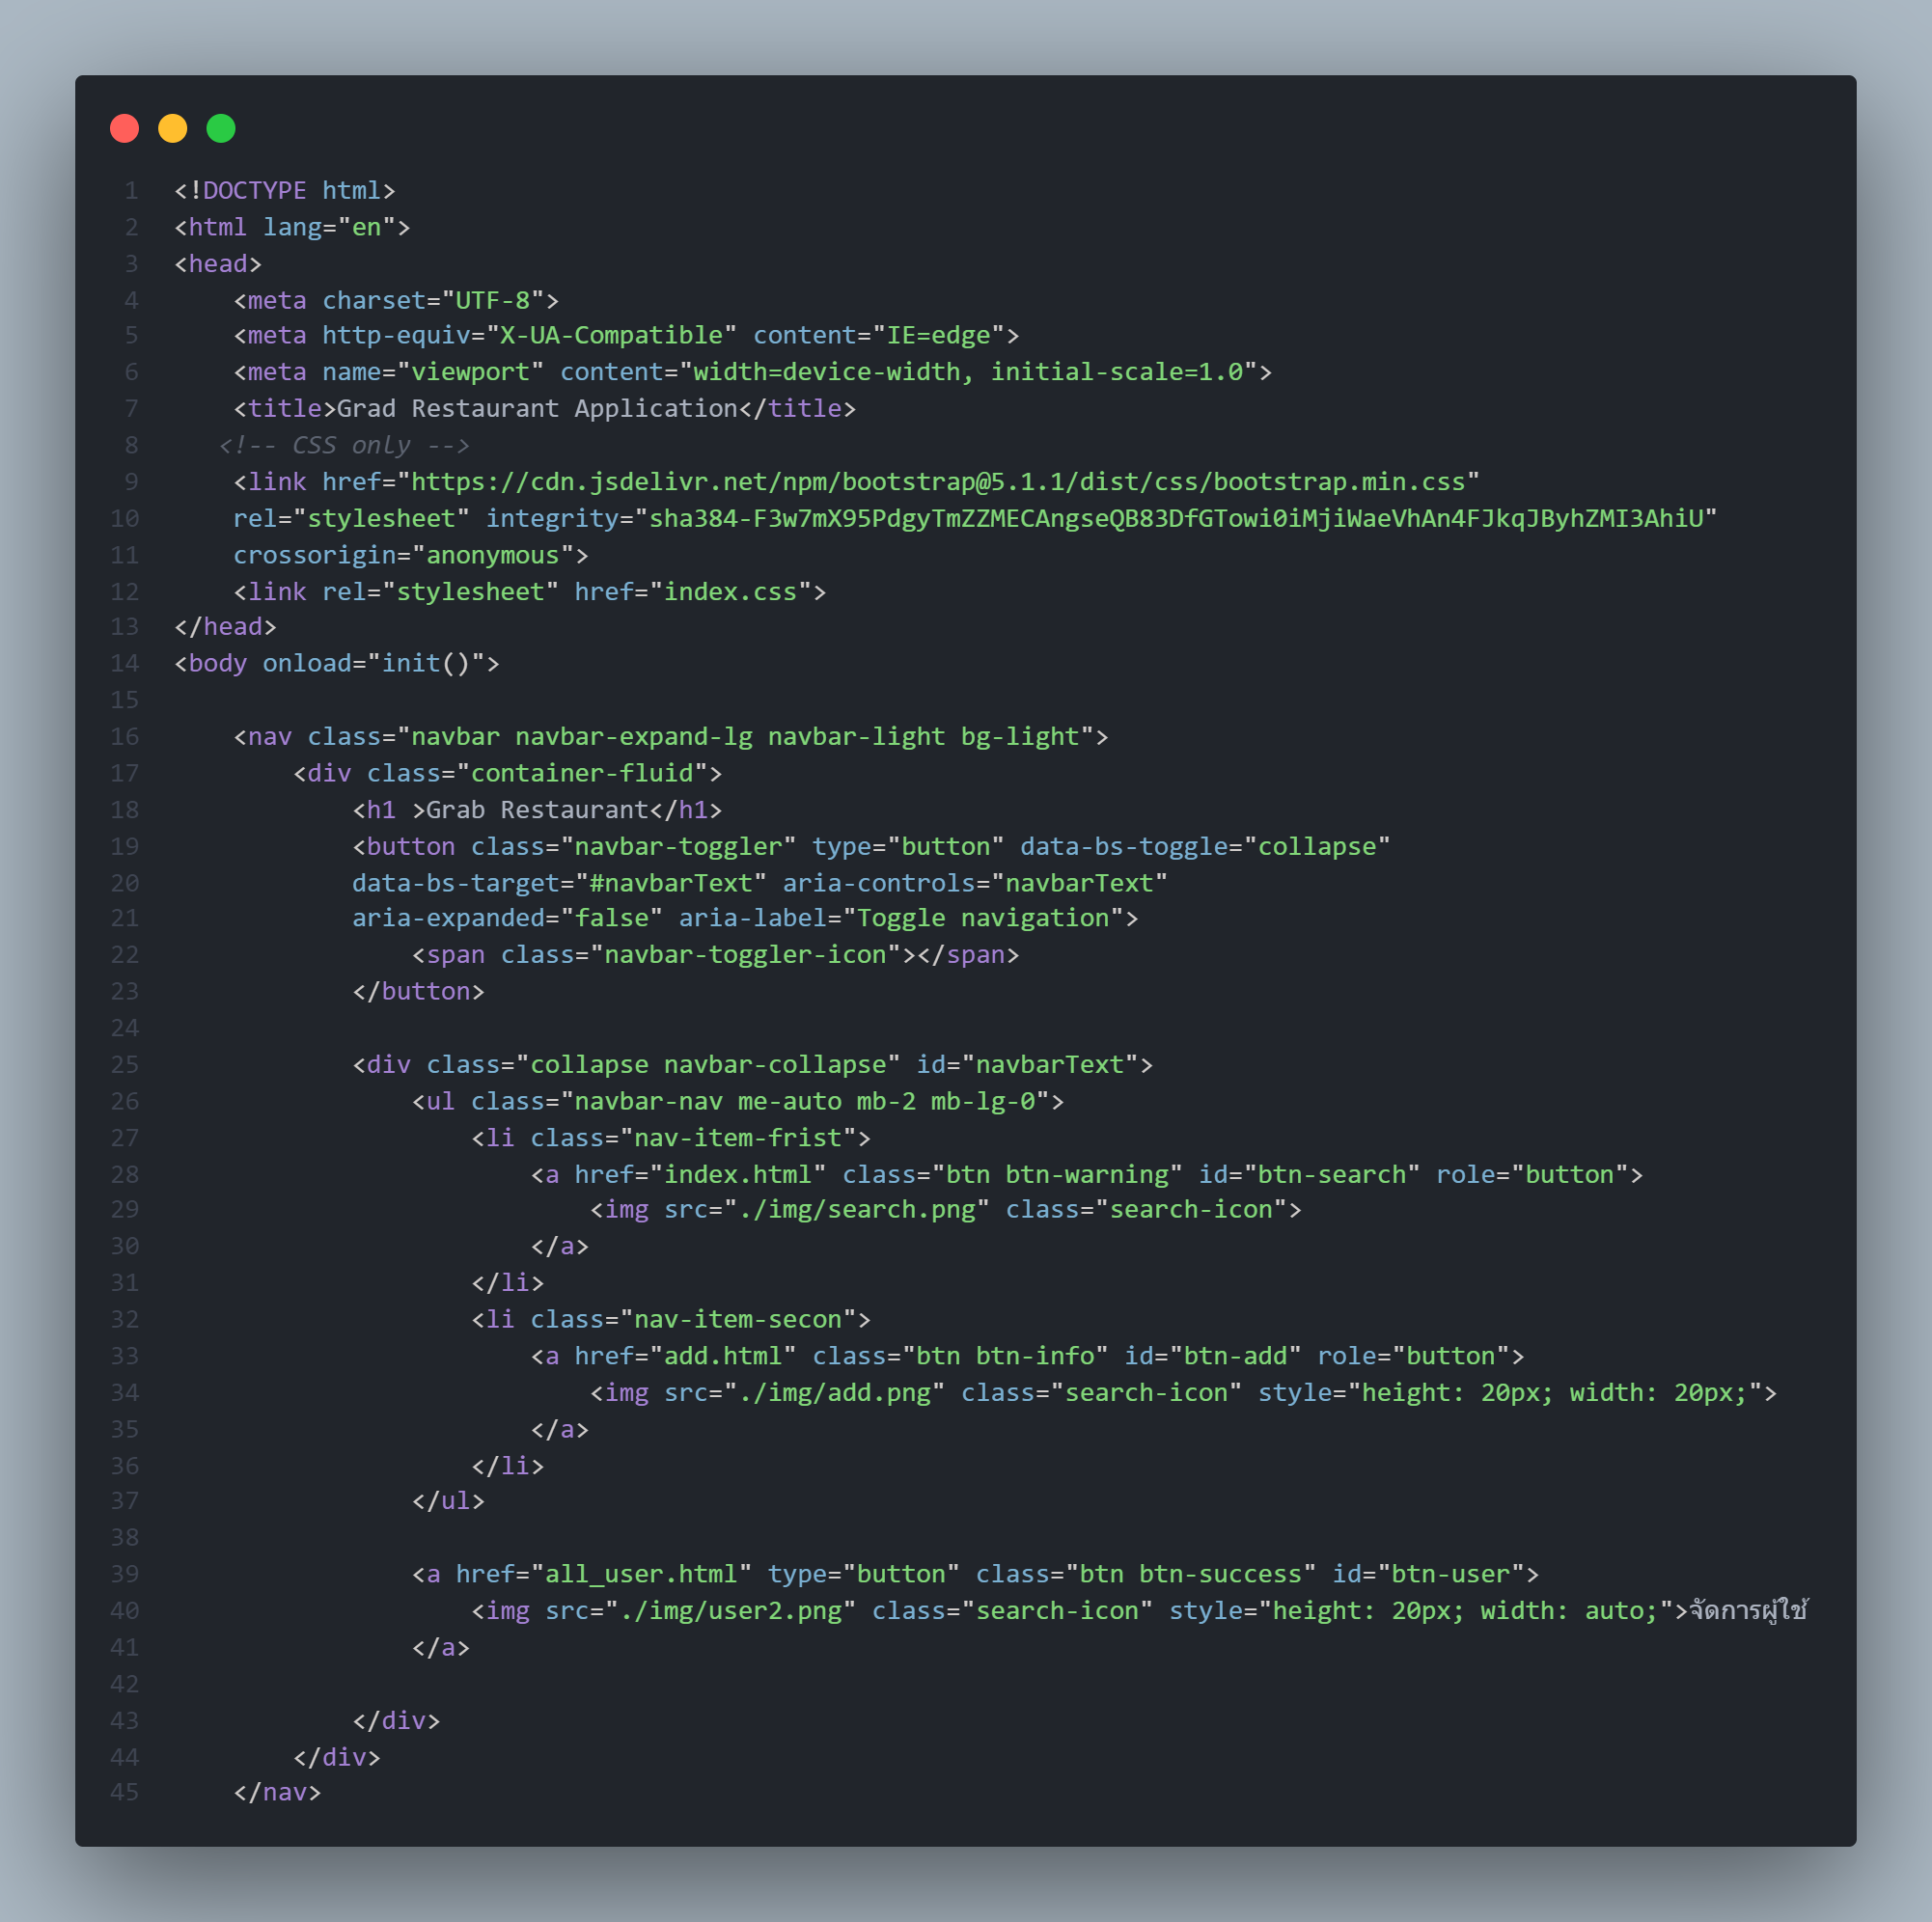 1 <!DOCTYPE html>
2 <html lang="en">
3 <head>
4     <meta charset="UTF-8">
5     <meta http-equiv="X-UA-Compatible" content="IE=edge">
6     <meta name="viewport" content="width=device-width, initial-scale=1.0">
7     <title>Grad Restaurant Application</title>
8    <!-- CSS only -->
9     <link href="https://cdn.jsdelivr.net/npm/bootstrap@5.1.1/dist/css/bootstrap.min.css"
10     rel="stylesheet" integrity="sha384-F3w7mX95PdgyTmZZMECAngseQB83DfGTowi0iMjiWaeVhAn4FJkqJByhZMI3AhiU"
11     crossorigin="anonymous">
12     <link rel="stylesheet" href="index.css">
13 </head>
14 <body onload="init()">
15
16     <nav class="navbar navbar-expand-lg navbar-light bg-light">
17         <div class="container-fluid">
18             <h1 >Grab Restaurant</h1>
19             <button class="navbar-toggler" type="button" data-bs-toggle="collapse"
20             data-bs-target="#navbarText" aria-controls="navbarText"
21             aria-expanded="false" aria-label="Toggle navigation">
22                 <span class="navbar-toggler-icon"></span>
23             </button>
24
25             <div class="collapse navbar-collapse" id="navbarText">
26                 <ul class="navbar-nav me-auto mb-2 mb-lg-0">
27                     <li class="nav-item-frist">
28                         <a href="index.html" class="btn btn-warning" id="btn-search" role="button">
29                             <img src="./img/search.png" class="search-icon">
30                         </a>
31                     </li>
32                     <li class="nav-item-secon">
33                         <a href="add.html" class="btn btn-info" id="btn-add" role="button">
34                             <img src="./img/add.png" class="search-icon" style="height: 20px; width: 20px;">
35                         </a>
36                     </li>
37                 </ul>
38
39                 <a href="all_user.html" type="button" class="btn btn-success" id="btn-user">
40                     <img src="./img/user2.png" class="search-icon" style="height: 20px; width: auto;">จัดการผู้ใช้
41                 </a>
42
43             </div>
44         </div>
45     </nav>